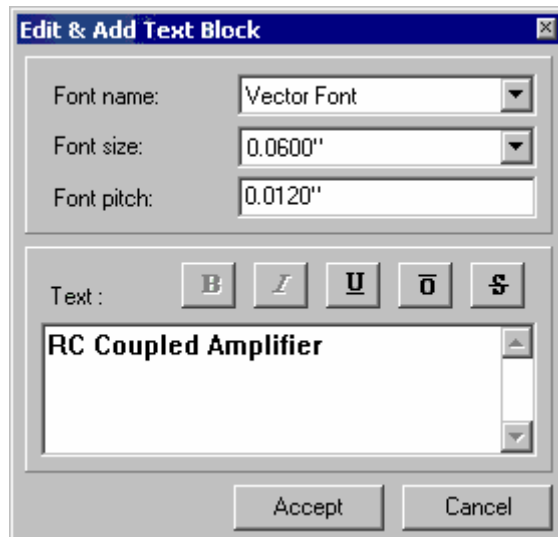 Edit & Add Text Block
Font name: Vector Font
Font size: 0.0600"
Font pitch: 0.0120"
Text : B I U O S
RC Coupled Amplifier
Accept Cancel